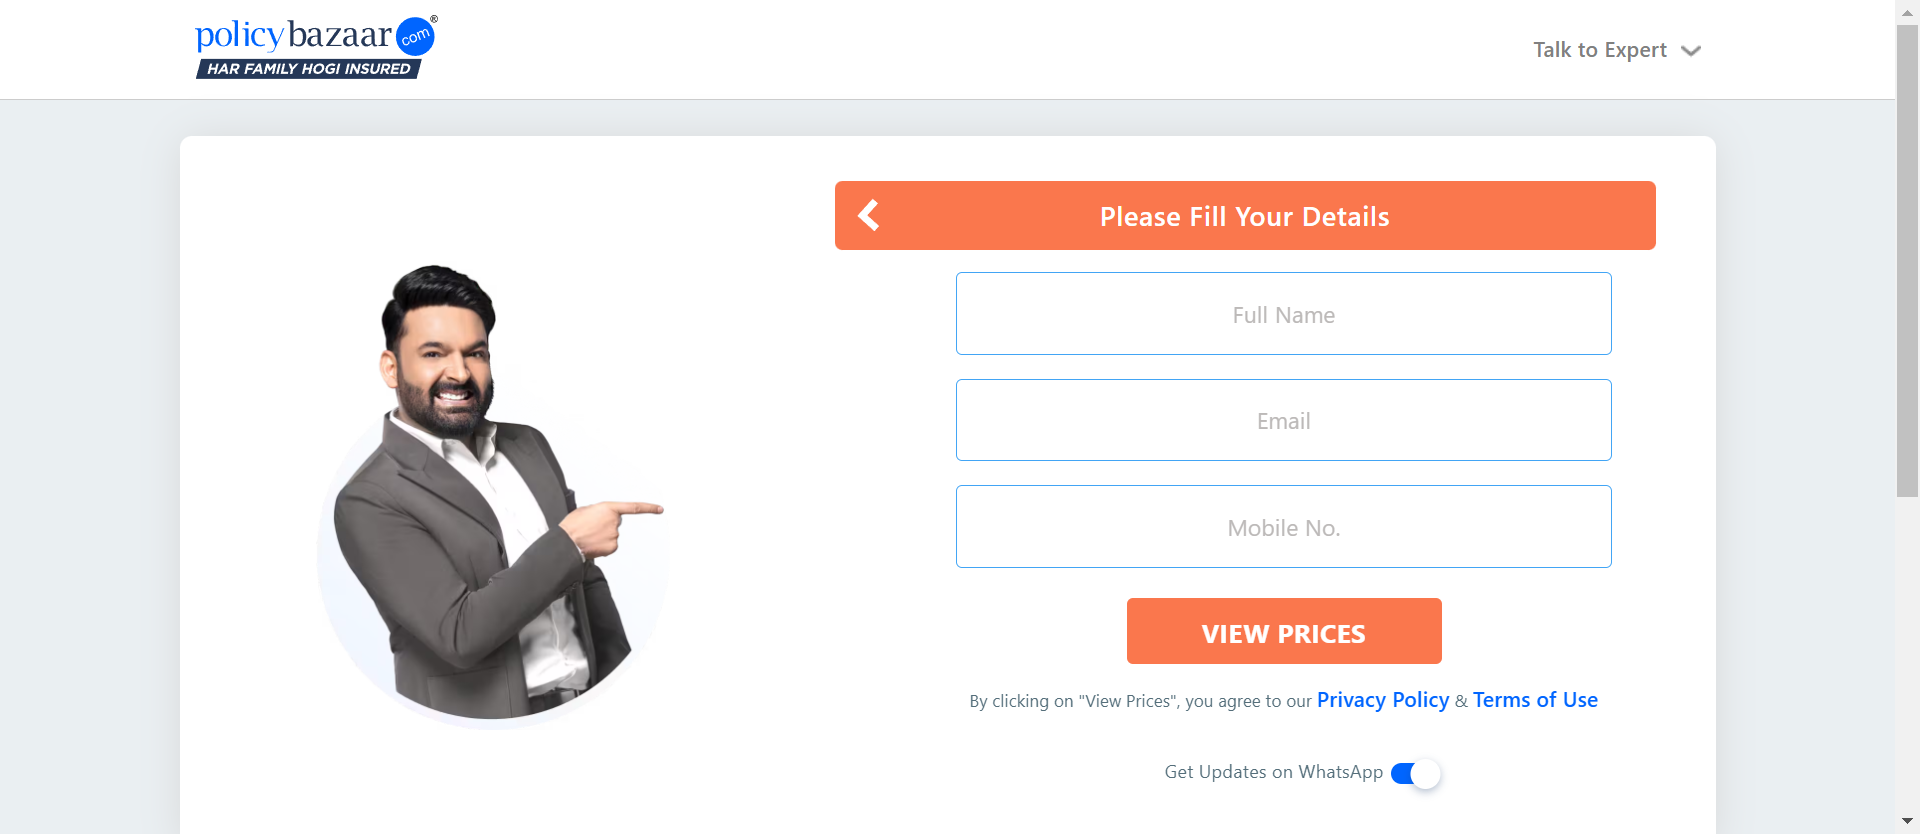 policybazaar com®
HAR FAMILY HOGI INSURED
Talk to Expert
Please Fill Your Details
Full Name
Email
Mobile No.
VIEW PRICES
By clicking on "View Prices", you agree to our Privacy Policy & Terms of Use
Get Updates on WhatsApp